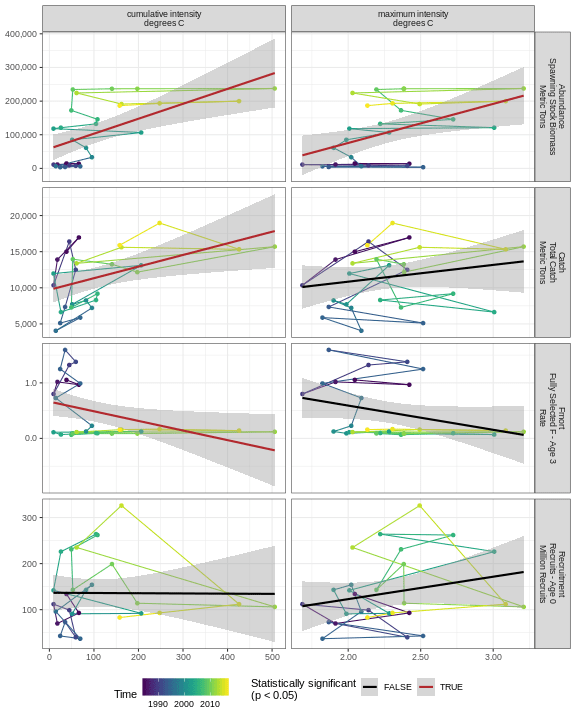 cumulative intensity
degrees C
maximum intensity
degrees C
400,000
300,000
200,000
100,000
0
Abundance
Spawning Stock Biomass
Metric Tons
20,000
15,000
10,000
5,000
Catch
Total Catch
Metric Tons
1.0
0.0
Fmort
Fully Selected F - Age 3
Rate
300
200
100
Recruitment
Recruits - Age 0
Million Recruits
0
100
200
300
400
500
2.00
2.50
3.00
Time
1990
2000
2010
Statistically significant
(p < 0.05)
FALSE
TRUE